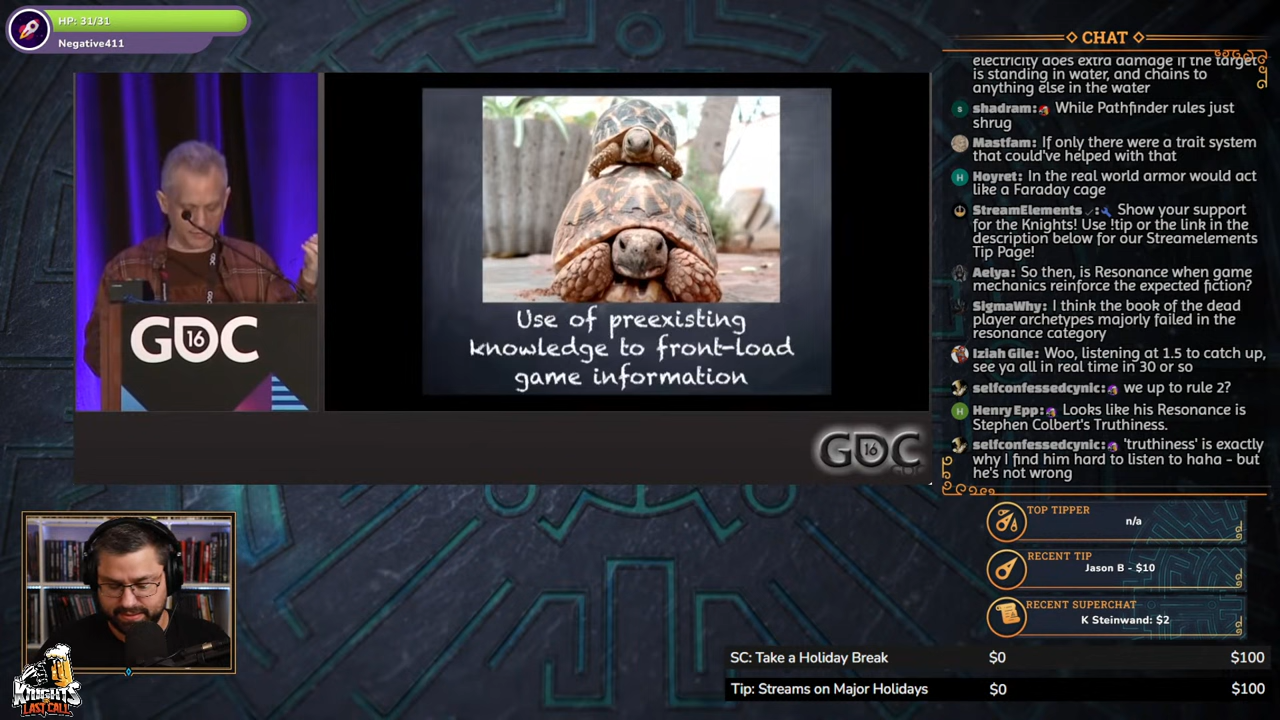 HP: 31/31
Negative411
GDC 16
Use of preexisting
knowledge to front-load
game information
GDC 16
KNIGHTS
OF
LAST CALL
CHAT
electricity does extra damage if the target
is standing in water, and chains to
anything else in the water
shadram: While Pathfinder rules just
shrug
Mastfam: If only there were a trait system
that could've helped with that
H Hoyret: In the real world armor would act
like a Faraday cage
StreamElements: Show your support
for the Knights! Use !tip or the link in the
description below for our Streamelements
Tip Page!
Aelya: So then, is Resonance when game
mechanics reinforce the expected fiction?
SigmaWhy: I think the book of the dead
player archetypes majorly failed in the
resonance category
Iziah Gile: Woo, listening at 1.5 to catch up,
see ya all in real time in 30 or so
selfconfessedcynic: we up to rule 2?
H Henry Epp: Looks like his Resonance is
Stephen Colbert's Truthiness.
selfconfessedcynic: 'truthiness' is exactly
why I find him hard to listen to haha - but
he's not wrong
TOP TIPPER
n/a
RECENT TIP
Jason B - $10
RECENT SUPERCHAT
K Steinwand: $2
SC: Take a Holiday Break $0 $100
Tip: Streams on Major Holidays $0 $100